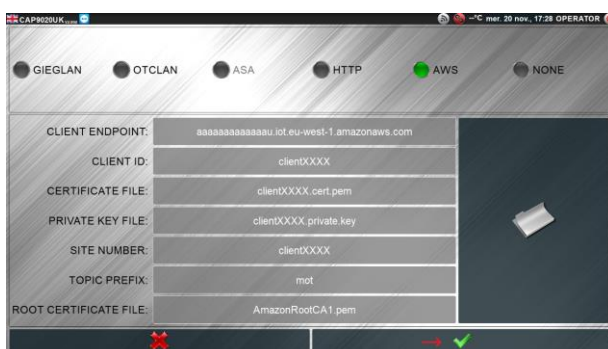 CAP9020UK
--°C mer. 20 nov., 17:28 OPERATOR
GIEGLAN OTCLAN ASA HTTP AWS NONE
CLIENT ENDPOINT: aaaaaaaaaaaaau.iot.eu-west-1.amazonaws.com
CLIENT ID: clientXXXX
CERTIFICATE FILE: clientXXXX.cert.pem
PRIVATE KEY FILE: clientXXXX.private.key
SITE NUMBER: clientXXXX
TOPIC PREFIX: mot
ROOT CERTIFICATE FILE: AmazonRootCA1.pem